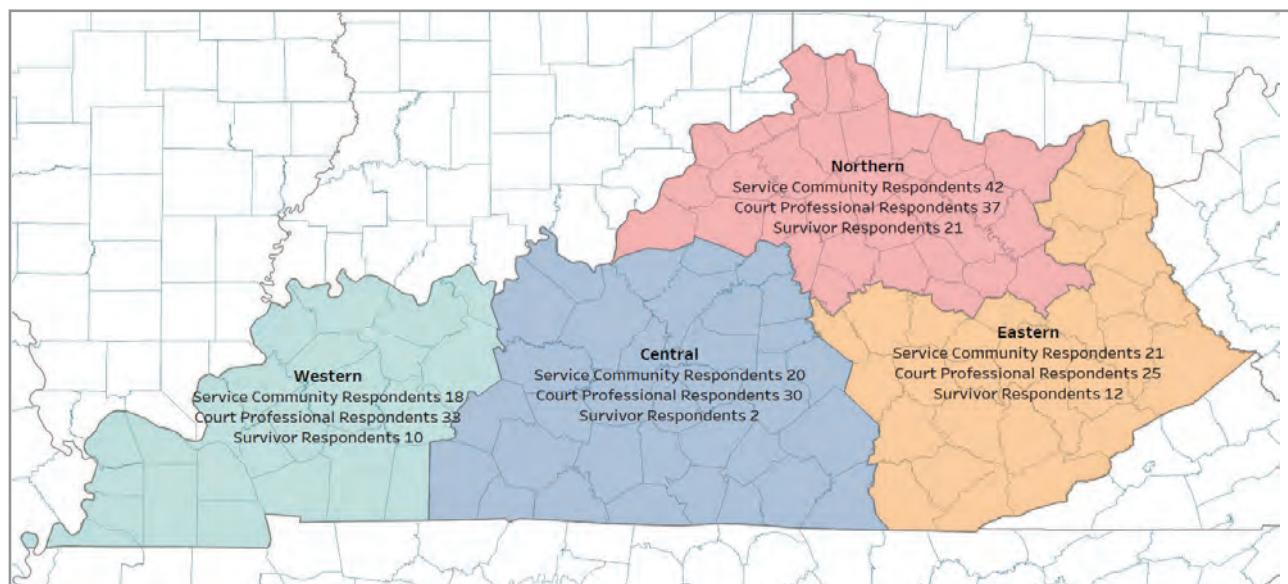 Northern
Service Community Respondents 42
Court Professional Respondents 37
Survivor Respondents 21
Eastern
Service Community Respondents 21
Court Professional Respondents 25
Survivor Respondents 12
Central
Service Community Respondents 20
Court Professional Respondents 30
Survivor Respondents 2
Western
Service Community Respondents 18
Court Professional Respondents 33
Survivor Respondents 10